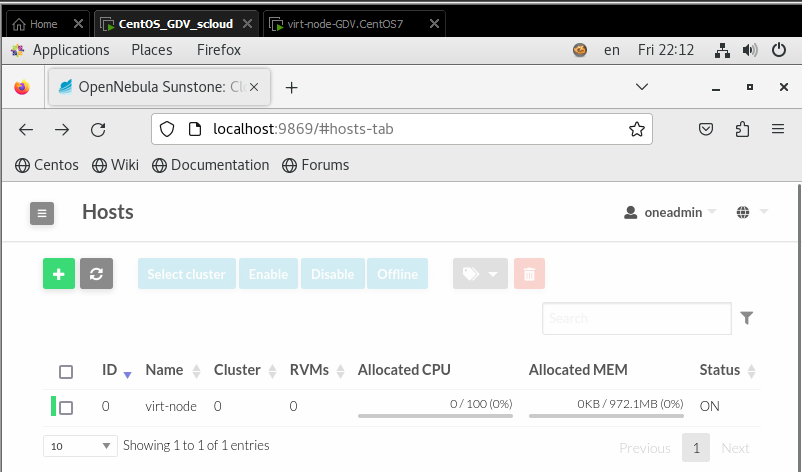 Home CentOS_GDV_scloud virt-node-GDV.CentOS7
Applications Places Firefox en Fri 22:12
OpenNebula Sunstone: Clo
localhost:9869/#hosts-tab
Centos Wiki Documentation Forums
Hosts oneadmin
Select cluster Enable Disable Offline
Search
ID Name Cluster RVMs Allocated CPU Allocated MEM Status
0 virt-node 0 0 0 / 100 (0%) 0KB / 972.1MB (0%) ON
10 Showing 1 to 1 of 1 entries Previous 1 Next